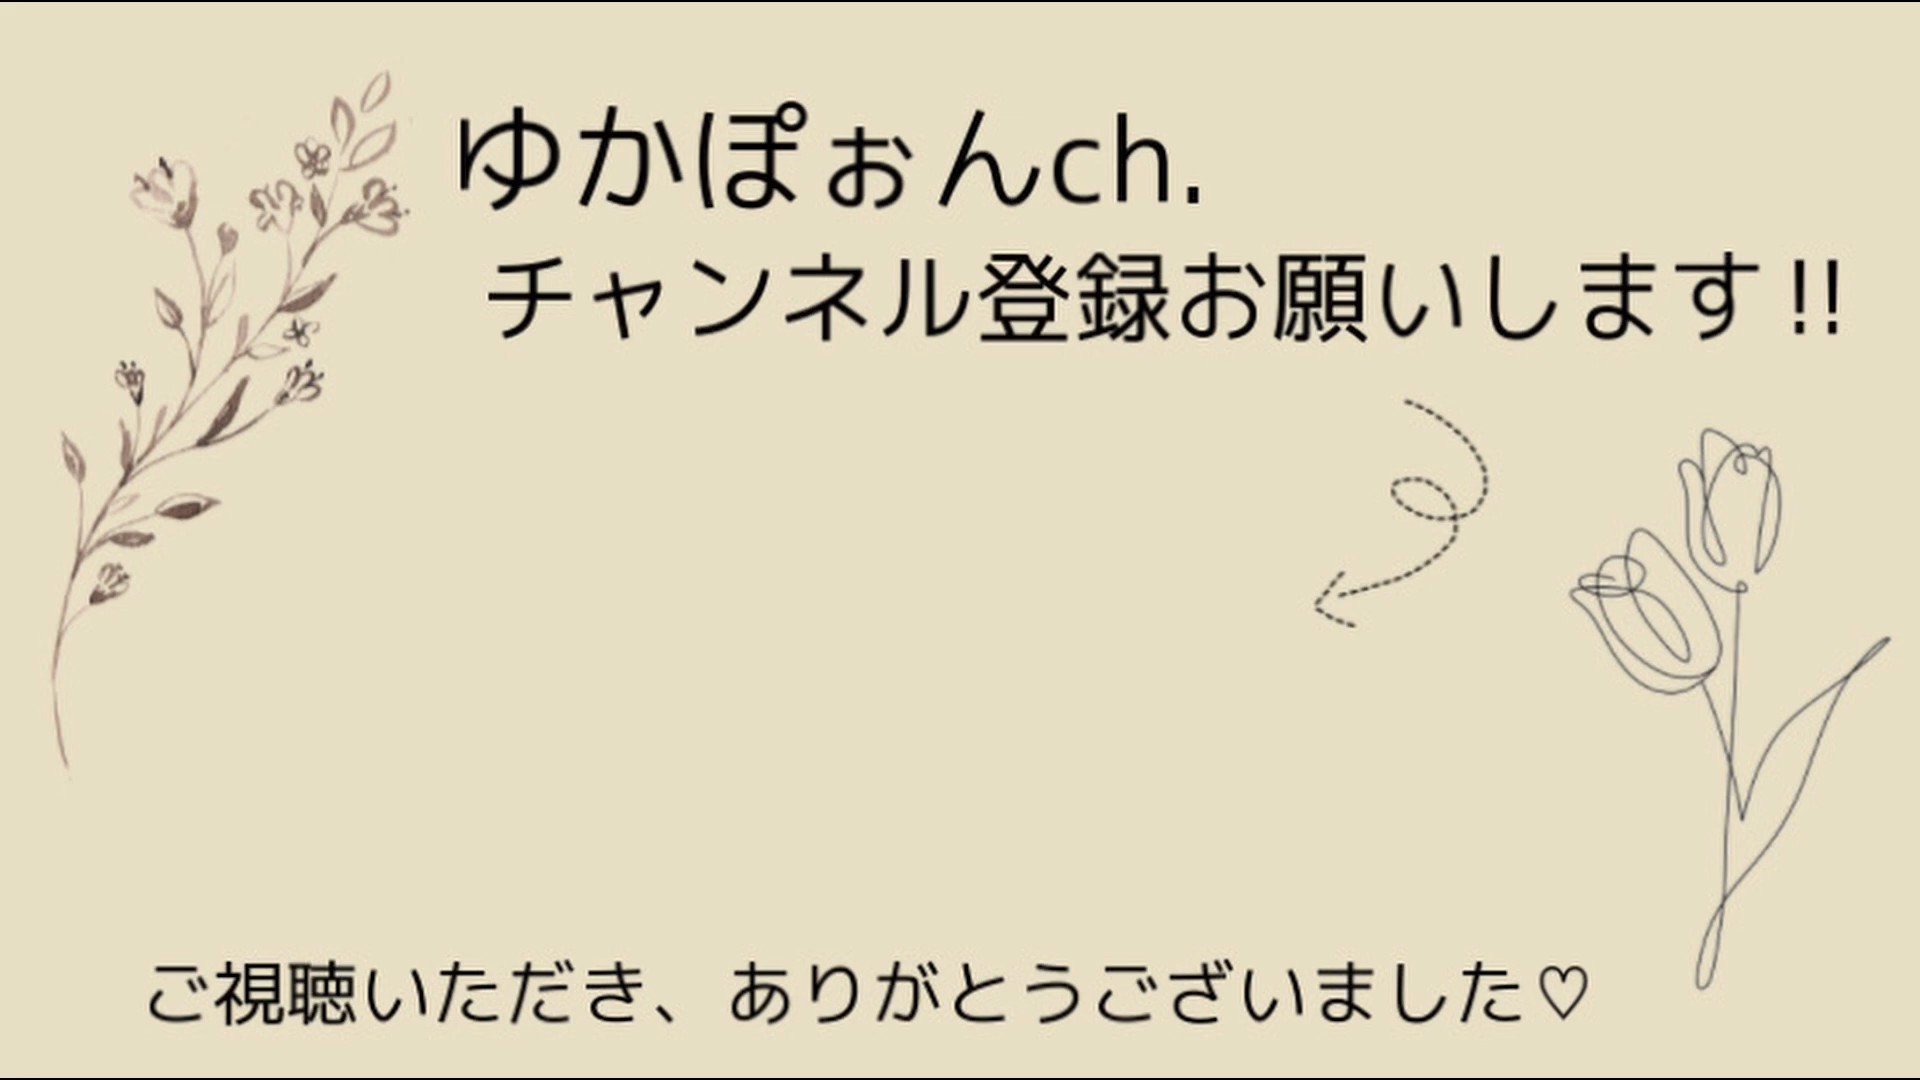 ゆかぽぉんch.
チャンネル登録お願いします!!
ご視聴いただき、ありがとうございました♡